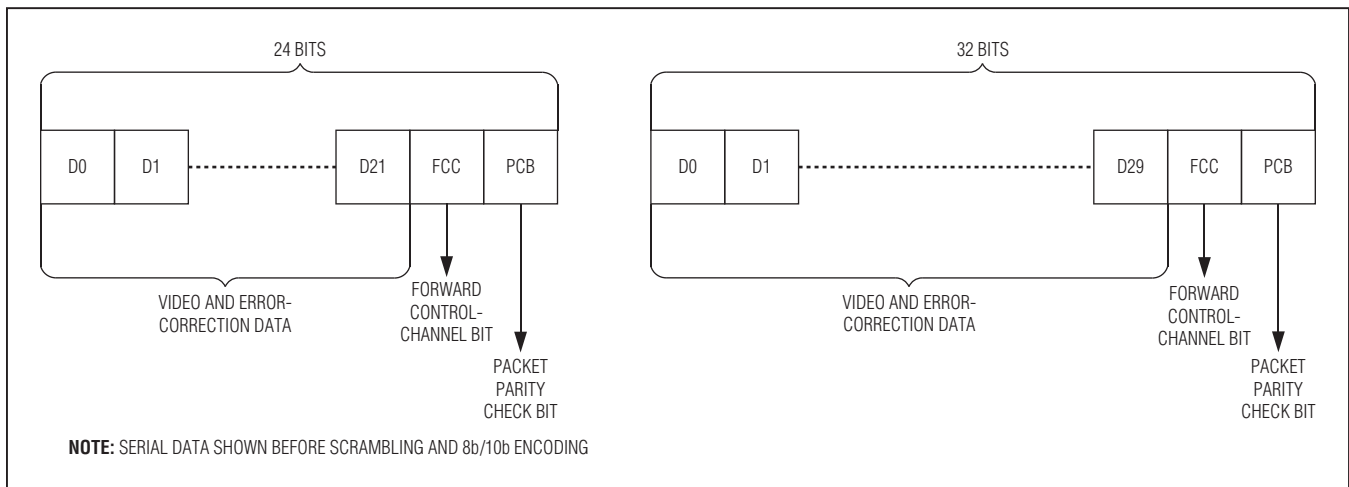 24 BITS
D0 D1 D21 FCC PCB
VIDEO AND ERROR-
CORRECTION DATA
FORWARD
CONTROL-
CHANNEL BIT
PACKET
PARITY
CHECK BIT
32 BITS
D0 D1 D29 FCC PCB
VIDEO AND ERROR-
CORRECTION DATA
FORWARD
CONTROL-
CHANNEL BIT
PACKET
PARITY
CHECK BIT
NOTE: SERIAL DATA SHOWN BEFORE SCRAMBLING AND 8b/10b ENCODING